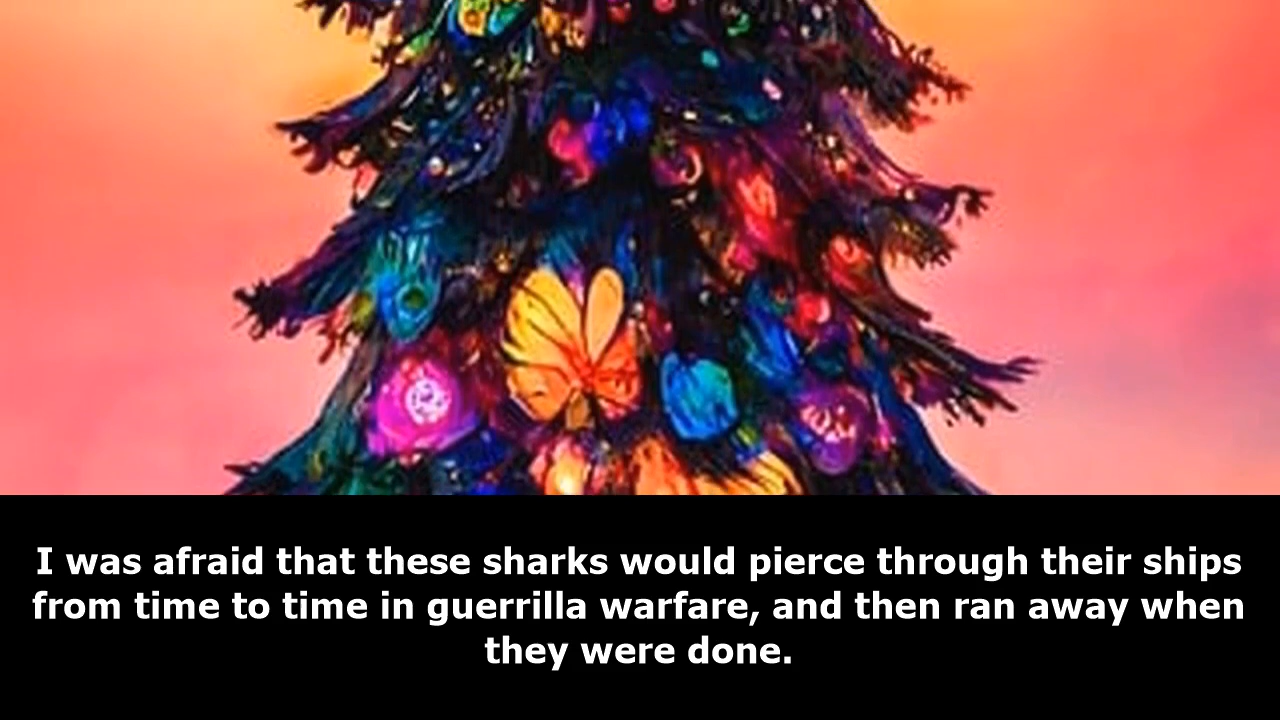 I was afraid that these sharks would pierce through their ships
from time to time in guerrilla warfare, and then ran away when
they were done.